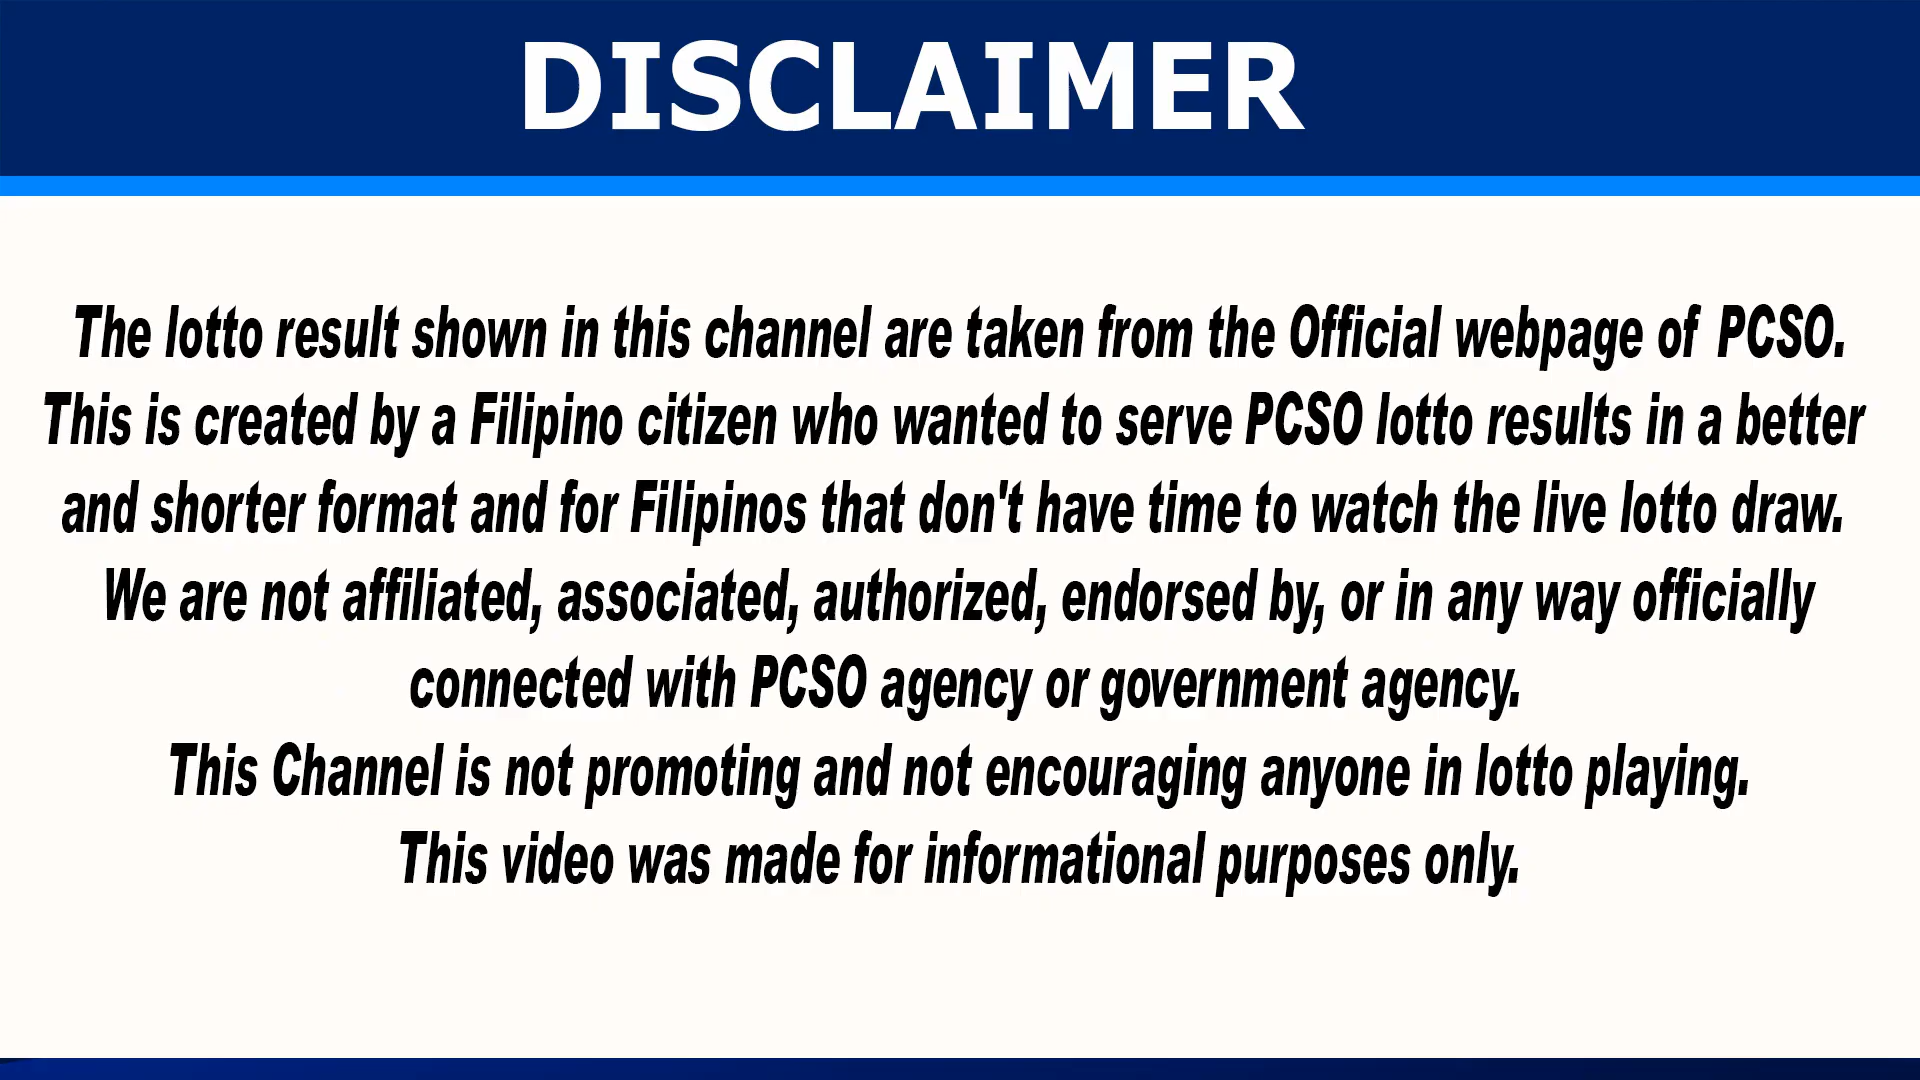 DISCLAIMER
The lotto result shown in this channel are taken from the Official webpage of PCSO.
This is created by a Filipino citizen who wanted to serve PCSO lotto results in a better
and shorter format and for Filipinos that don't have time to watch the live lotto draw.
We are not affiliated, associated, authorized, endorsed by, or in any way officially
connected with PCSO agency or government agency.
This Channel is not promoting and not encouraging anyone in lotto playing.
This video was made for informational purposes only.